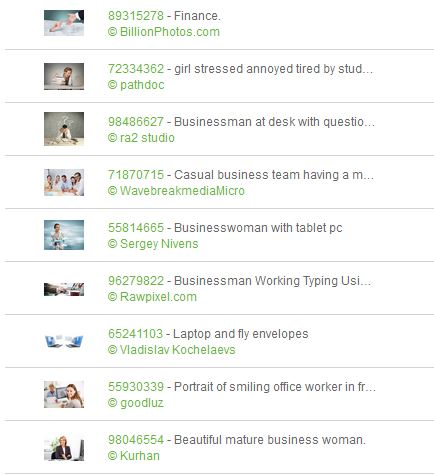 89315278 - Finance.
© BillionPhotos.com
72334362 - girl stressed annoyed tired by stud...
© pathdoc
98486627 - Businessman at desk with questio...
© ra2 studio
71870715 - Casual business team having a m...
© WavebreakmediaMicro
55814665 - Businesswoman with tablet pc
© Sergey Nivens
96279822 - Businessman Working Typing Usi...
© Rawpixel.com
65241103 - Laptop and fly envelopes
© Vladislav Kochelaevs
55930339 - Portrait of smiling office worker in fr...
© goodluz
98046554 - Beautiful mature business woman.
© Kurhan